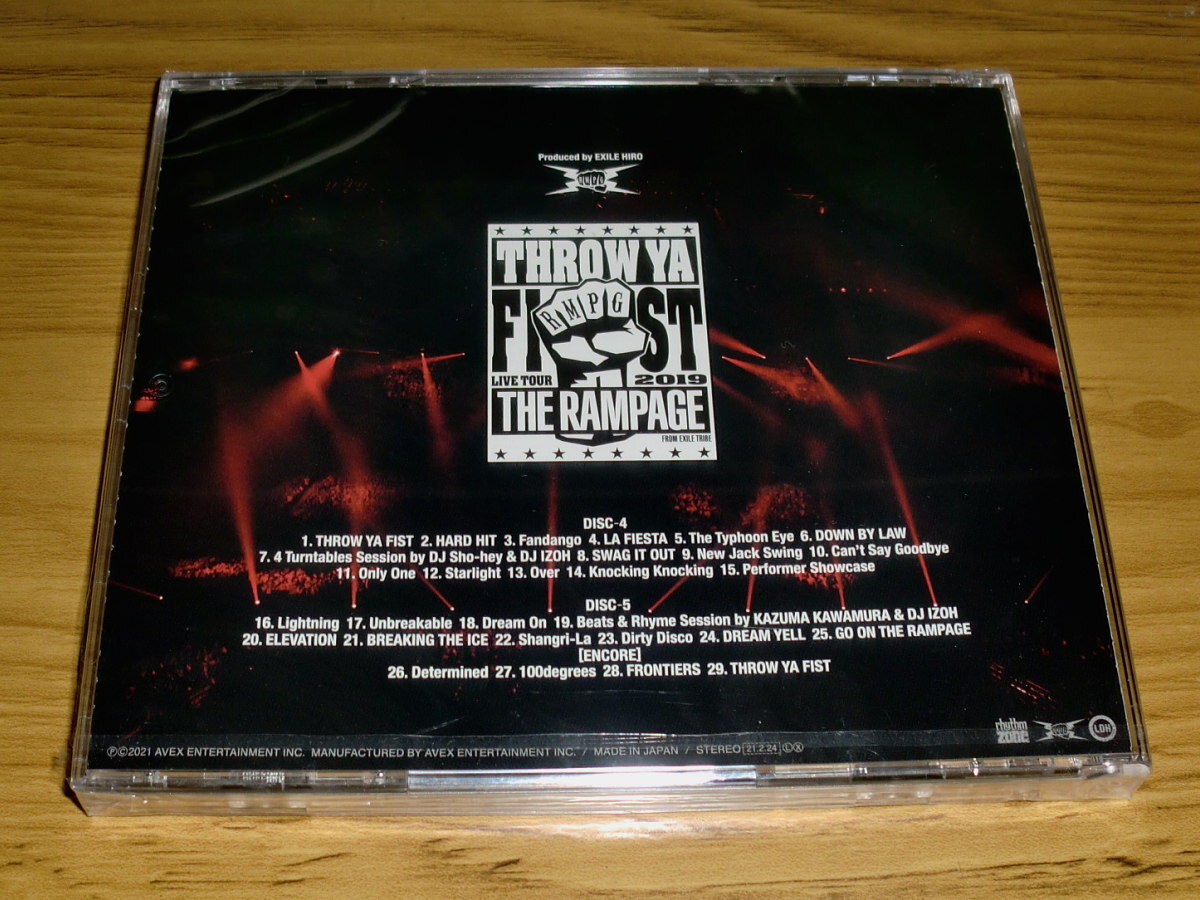 Produced by EXILE HIRO
THROW YA
FIST
RMPG
LIVE TOUR 2019
THE RAMPAGE
FROM EXILE TRIBE
DISC-4
1. THROW YA FIST 2. HARD HIT 3. Fandango 4. LA FIESTA 5. The Typhoon Eye 6. DOWN BY LAW
7. 4 Turntables Session by DJ Sho-hey & DJ IZOH 8. SWAG IT OUT 9. New Jack Swing 10. Can't Say Goodbye
11. Only One 12. Starlight 13. Over 14. Knocking Knocking 15. Performer Showcase
DISC-5
16. Lightning 17. Unbreakable 18. Dream On 19. Beats & Rhyme Session by KAZUMA KAWAMURA & DJ IZOH
20. ELEVATION 21. BREAKING THE ICE 22. Shangri-La 23. Dirty Disco 24. DREAM YELL 25. GO ON THE RAMPAGE
[ENCORE]
26. Determined 27. 100degrees 28. FRONTIERS 29. THROW YA FIST
rhythm
zone
LDH
Ⓟ©2021 AVEX ENTERTAINMENT INC. MANUFACTURED BY AVEX ENTERTAINMENT INC. / MADE IN JAPAN / STEREO 21.2.24 ⓁⓍ